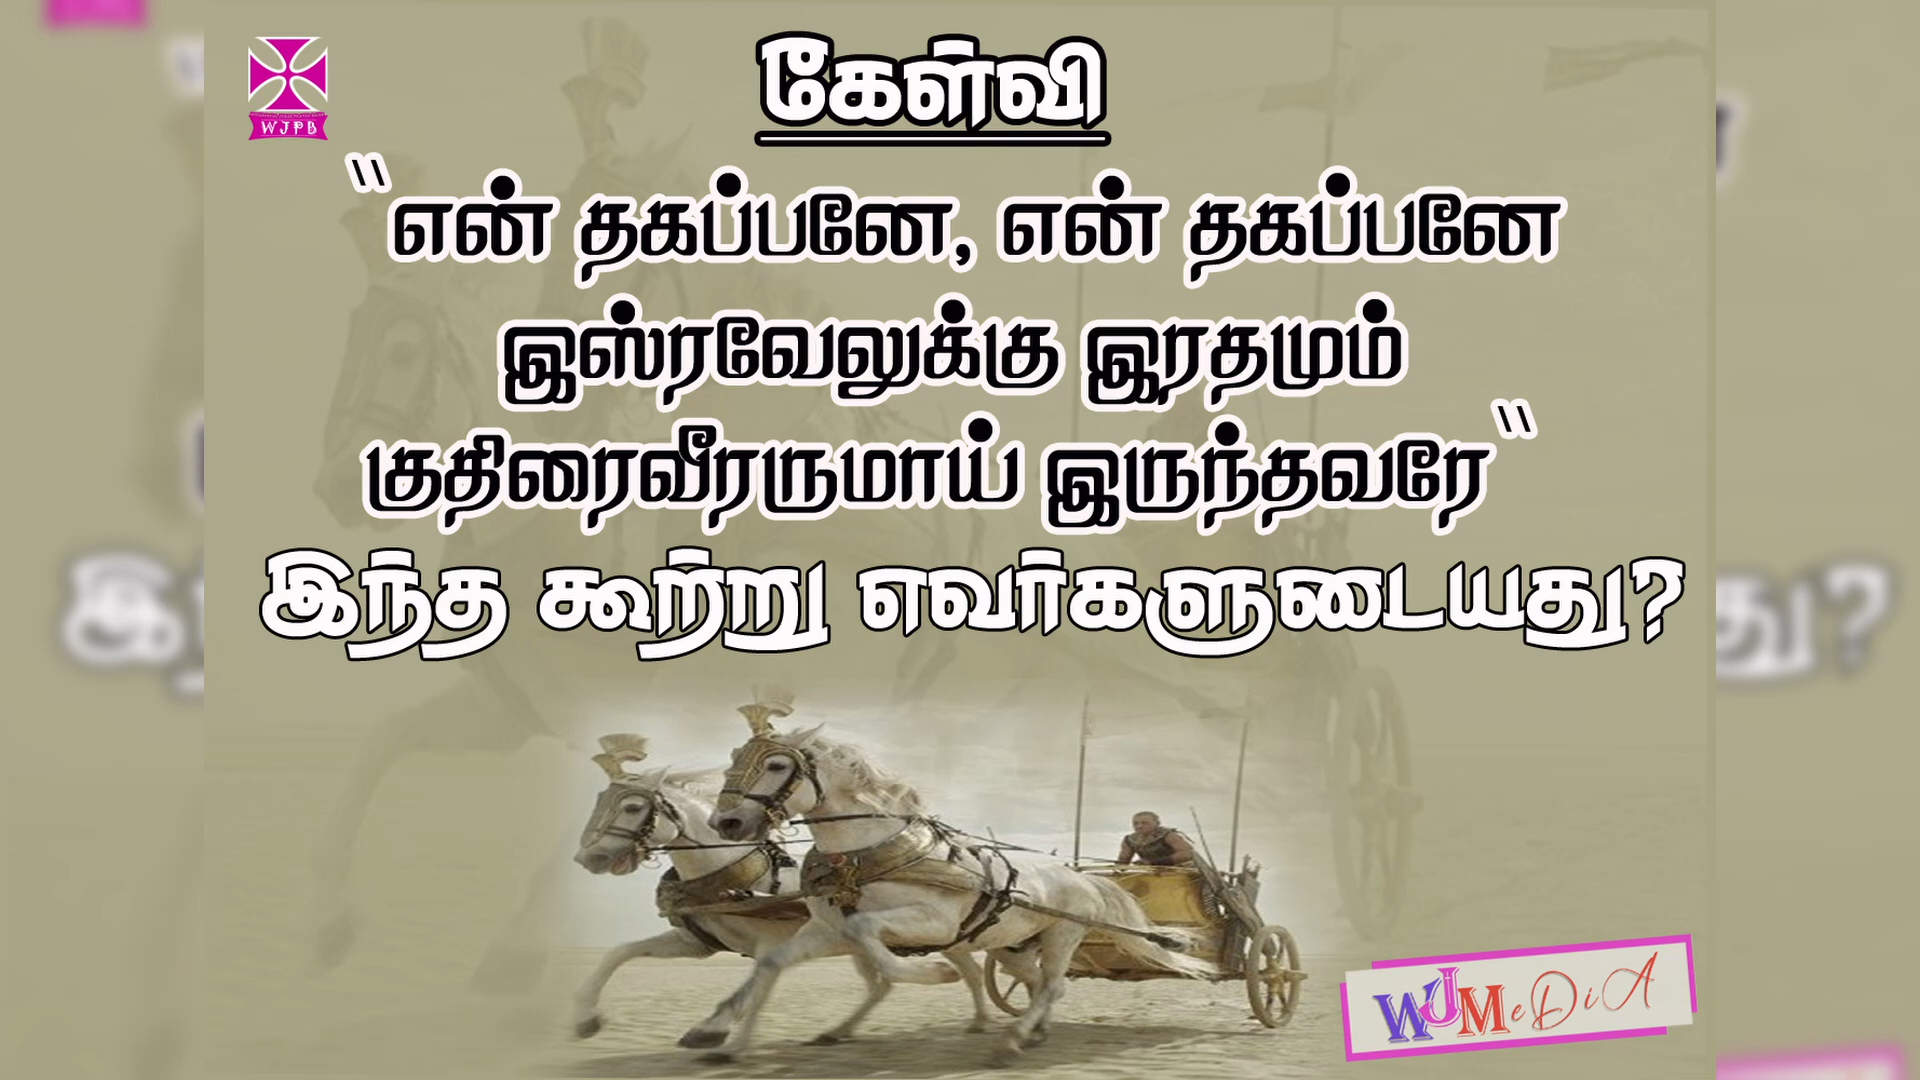 கேள்வி
"என் தகப்பனே, என் தகப்பனே
இஸ்ரவேலுக்கு இரதமும்
குதிரைவீரருமாய் இருந்தவரே"
இந்த கூற்று எவர்களுடையது?
WJPB
WJMeDiA